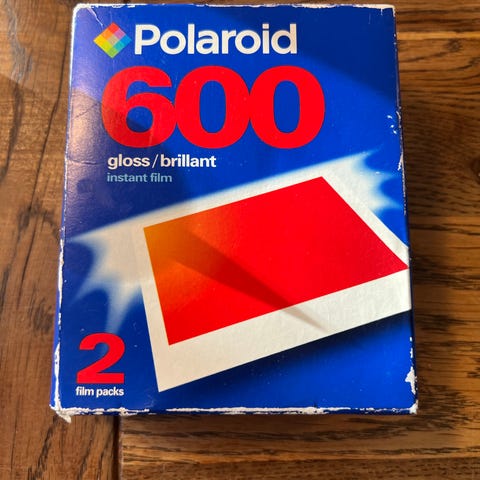 Polaroid
600
gloss/brillant
instant film
2
film packs